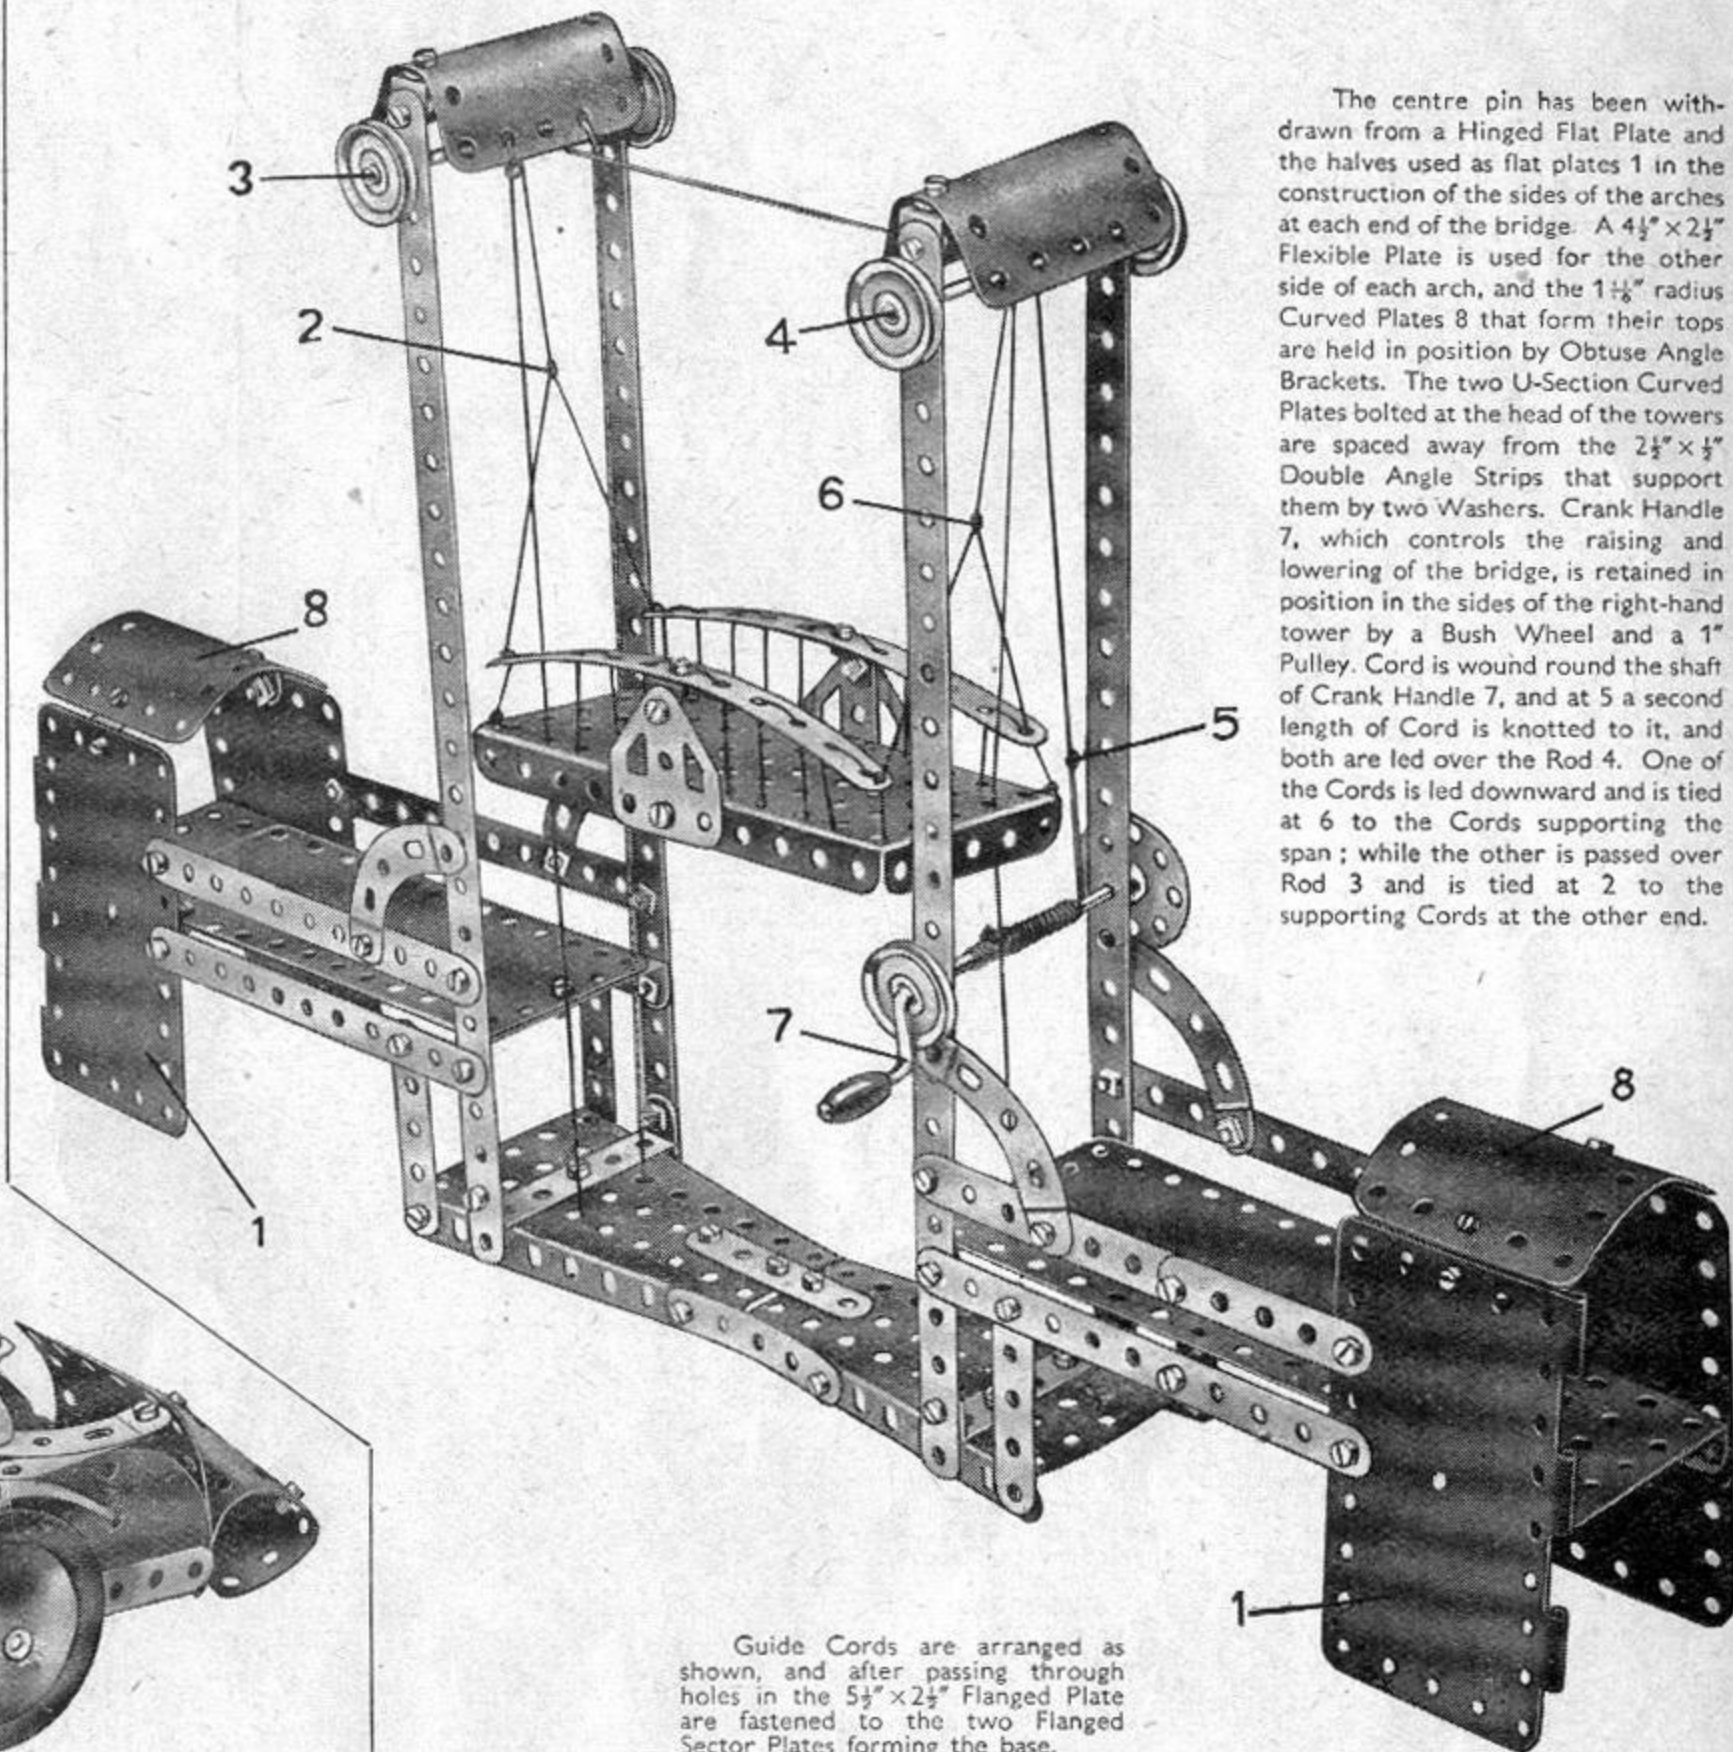 The centre pin has been with-
drawn from a Hinged Flat Plate and
the halves used as flat plates 1 in the
construction of the sides of the arches
at each end of the bridge. A 4½″ × 2½″
Flexible Plate is used for the other
side of each arch, and the 1 11/16″ radius
Curved Plates 8 that form their tops
are held in position by Obtuse Angle
Brackets. The two U-Section Curved
Plates bolted at the head of the towers
are spaced away from the 2½″ × ½″
Double Angle Strips that support
them by two Washers. Crank Handle
7, which controls the raising and
lowering of the bridge, is retained in
position in the sides of the right-hand
tower by a Bush Wheel and a 1″
Pulley. Cord is wound round the shaft
of Crank Handle 7, and at 5 a second
length of Cord is knotted to it, and
both are led over the Rod 4. One of
the Cords is led downward and is tied
at 6 to the Cords supporting the
span ; while the other is passed over
Rod 3 and is tied at 2 to the
supporting Cords at the other end.
3
2
4
6
8
5
7
8
1
1
Guide Cords are arranged as
shown, and after passing through
holes in the 5½″ × 2½″ Flanged Plate
are fastened to the two Flanged
Sector Plates forming the base.